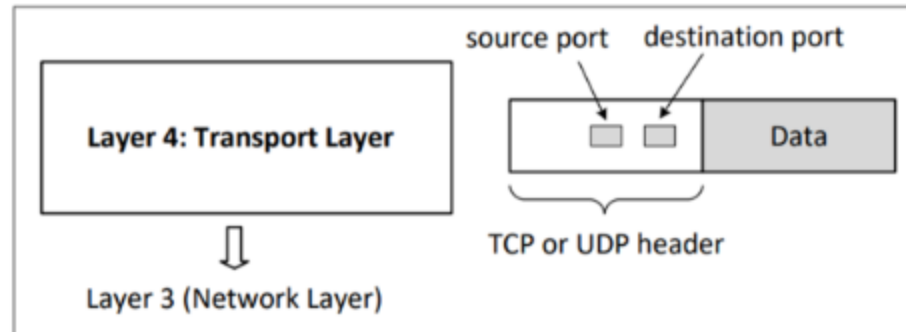 source port
destination port
Layer 4: Transport Layer
Data
TCP or UDP header
Layer 3 (Network Layer)